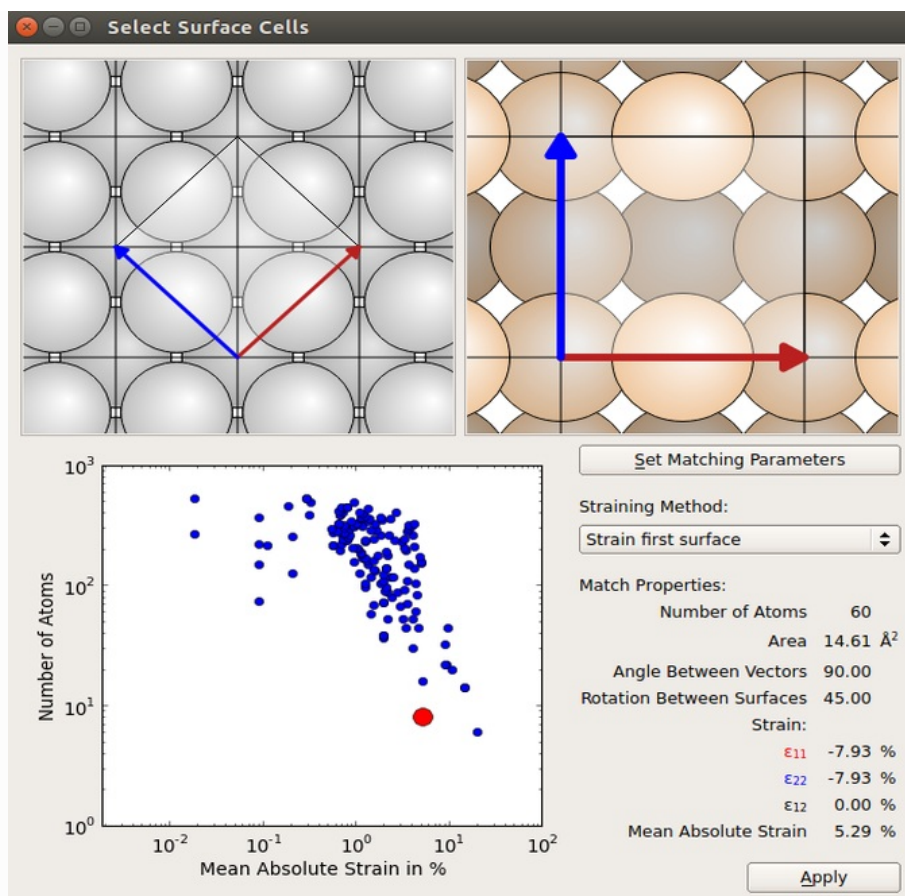 Select Surface Cells
10³
10²
10¹
10⁰
10⁻² 10⁻¹ 10⁰ 10¹ 10²
Number of Atoms
Mean Absolute Strain in %
Set Matching Parameters
Straining Method:
Strain first surface
Match Properties:
Number of Atoms 60
Area 14.61 Å²
Angle Between Vectors 90.00
Rotation Between Surfaces 45.00
Strain:
ε₁₁ -7.93 %
ε₂₂ -7.93 %
ε₁₂ 0.00 %
Mean Absolute Strain 5.29 %
Apply